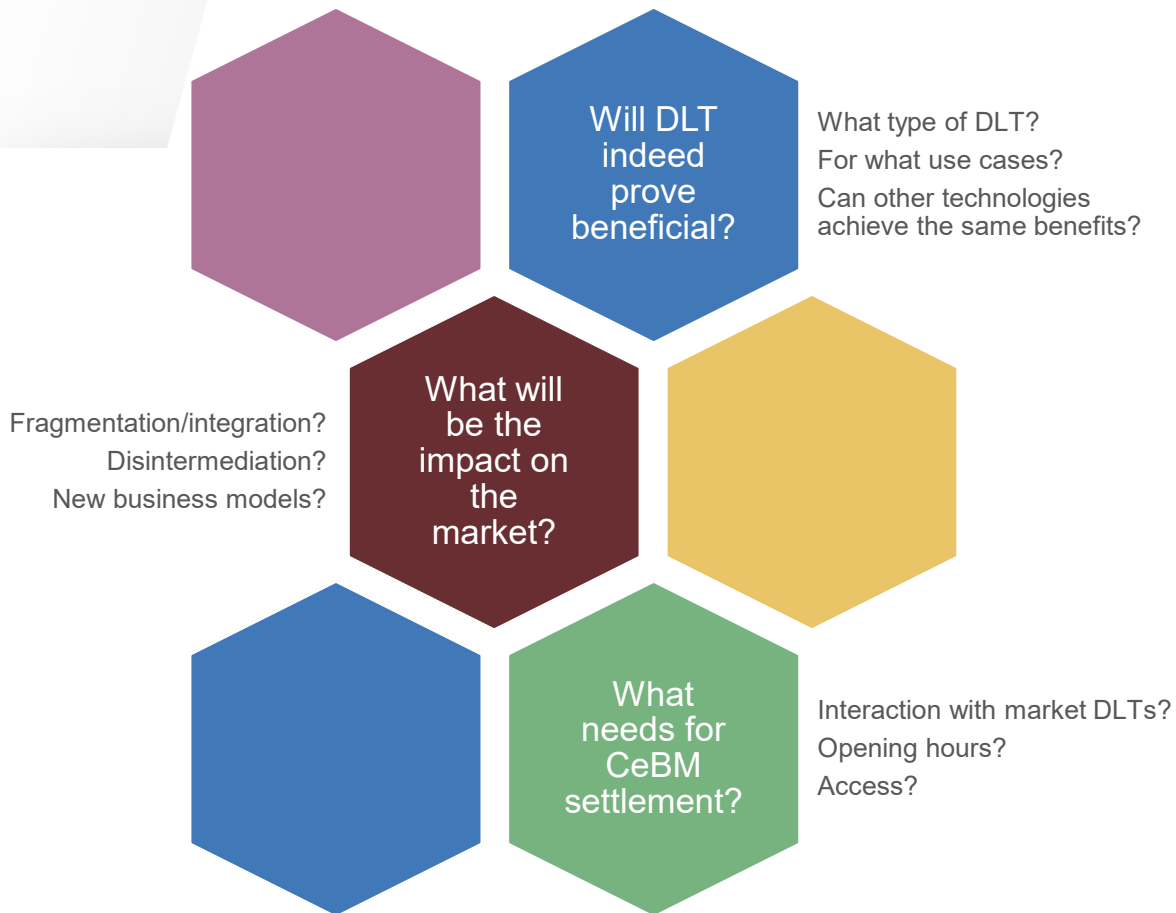 Will DLT
indeed
prove
beneficial?
What type of DLT?
For what use cases?
Can other technologies
achieve the same benefits?
What will
be the
impact on
the
market?
Fragmentation/integration?
Disintermediation?
New business models?
What
needs for
CeBM
settlement?
Interaction with market DLTs?
Opening hours?
Access?